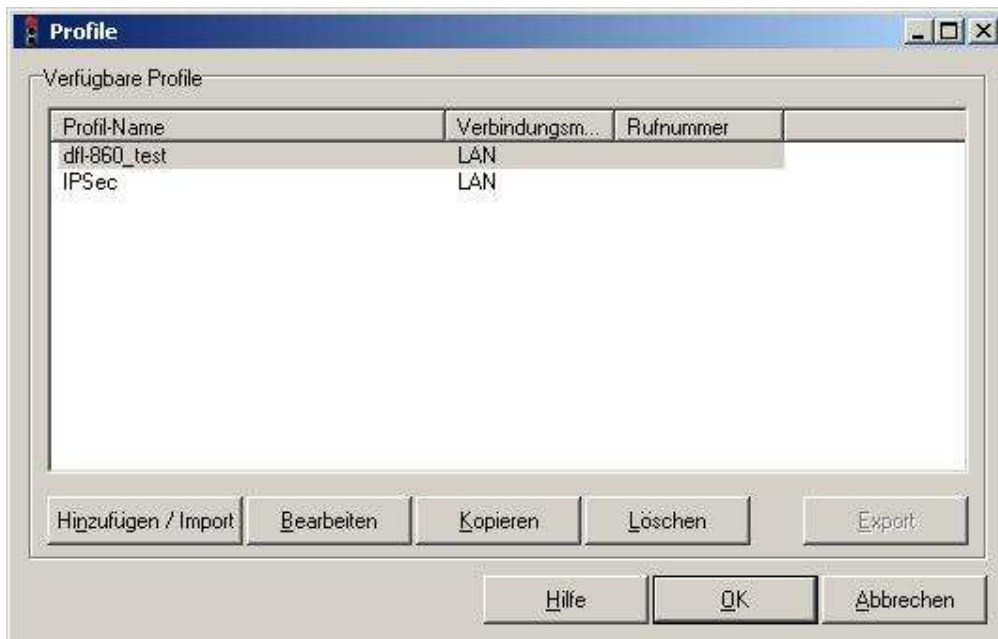 Profile
Verfügbare Profile
Profil-Name Verbindungsm... Rufnummer
dfl-860_test LAN
IPSec LAN
Hinzufügen / Import Bearbeiten Kopieren Löschen Export
Hilfe OK Abbrechen